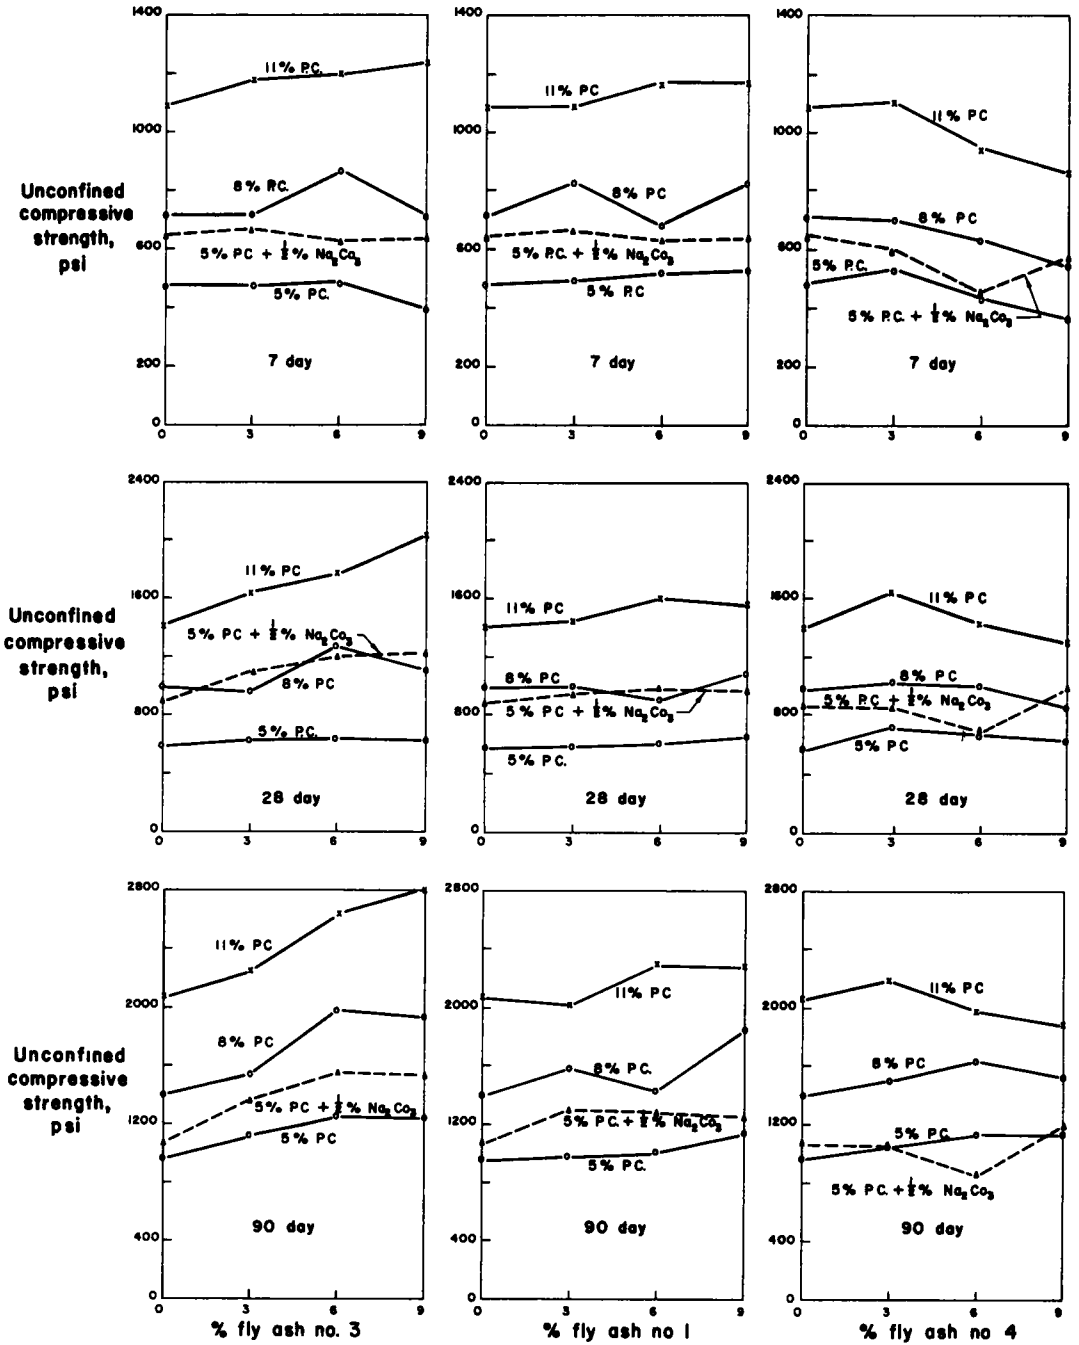 1400
1000
600
200
0
0 3 6 9
11% P.C.
8% P.C.
5% PC + ½% Na₂Co₃
5% PC.
7 day
1400
1000
600
200
0
0 3 6 9
11% PC
8% PC
5% P.C. + ½% Na₂Co₃
5% P.C
7 day
1400
1000
600
200
0
0 3 6 9
11% PC
8% PC
5% P.C.
5% P.C. + ½% Na₂Co₃
7 day
Unconfined
compressive
strength,
psi
2400
1600
800
0
0 3 6 9
11% PC
5% PC + ½% Na₂Co₃
8% PC
5% P.C.
28 day
2400
1600
800
0
0 3 6 9
11% PC
8% PC
5% PC + ½% Na₂Co₃
5% PC.
28 day
2400
1600
800
0
0 3 6 9
11% PC
8% PC
5% P.C + ½% Na₂Co₃
5% PC
28 day
Unconfined
compressive
strength,
psi
2800
2000
1200
400
0
0 3 6 9
11% PC
8% PC
5% PC + ½% Na₂Co₃
5% PC
90 day
% fly ash no. 3
2800
2000
1200
400
0
0 3 6 9
11% PC
8% PC.
5% PC. + ½% Na₂Co₃
5% PC.
90 day
% fly ash no 1
2800
2000
1200
400
0
0 3 6 9
11% PC
8% PC
5% PC.
5% PC. + ½% Na₂Co₃
90 day
% fly ash no 4
Unconfined
compressive
strength,
psi